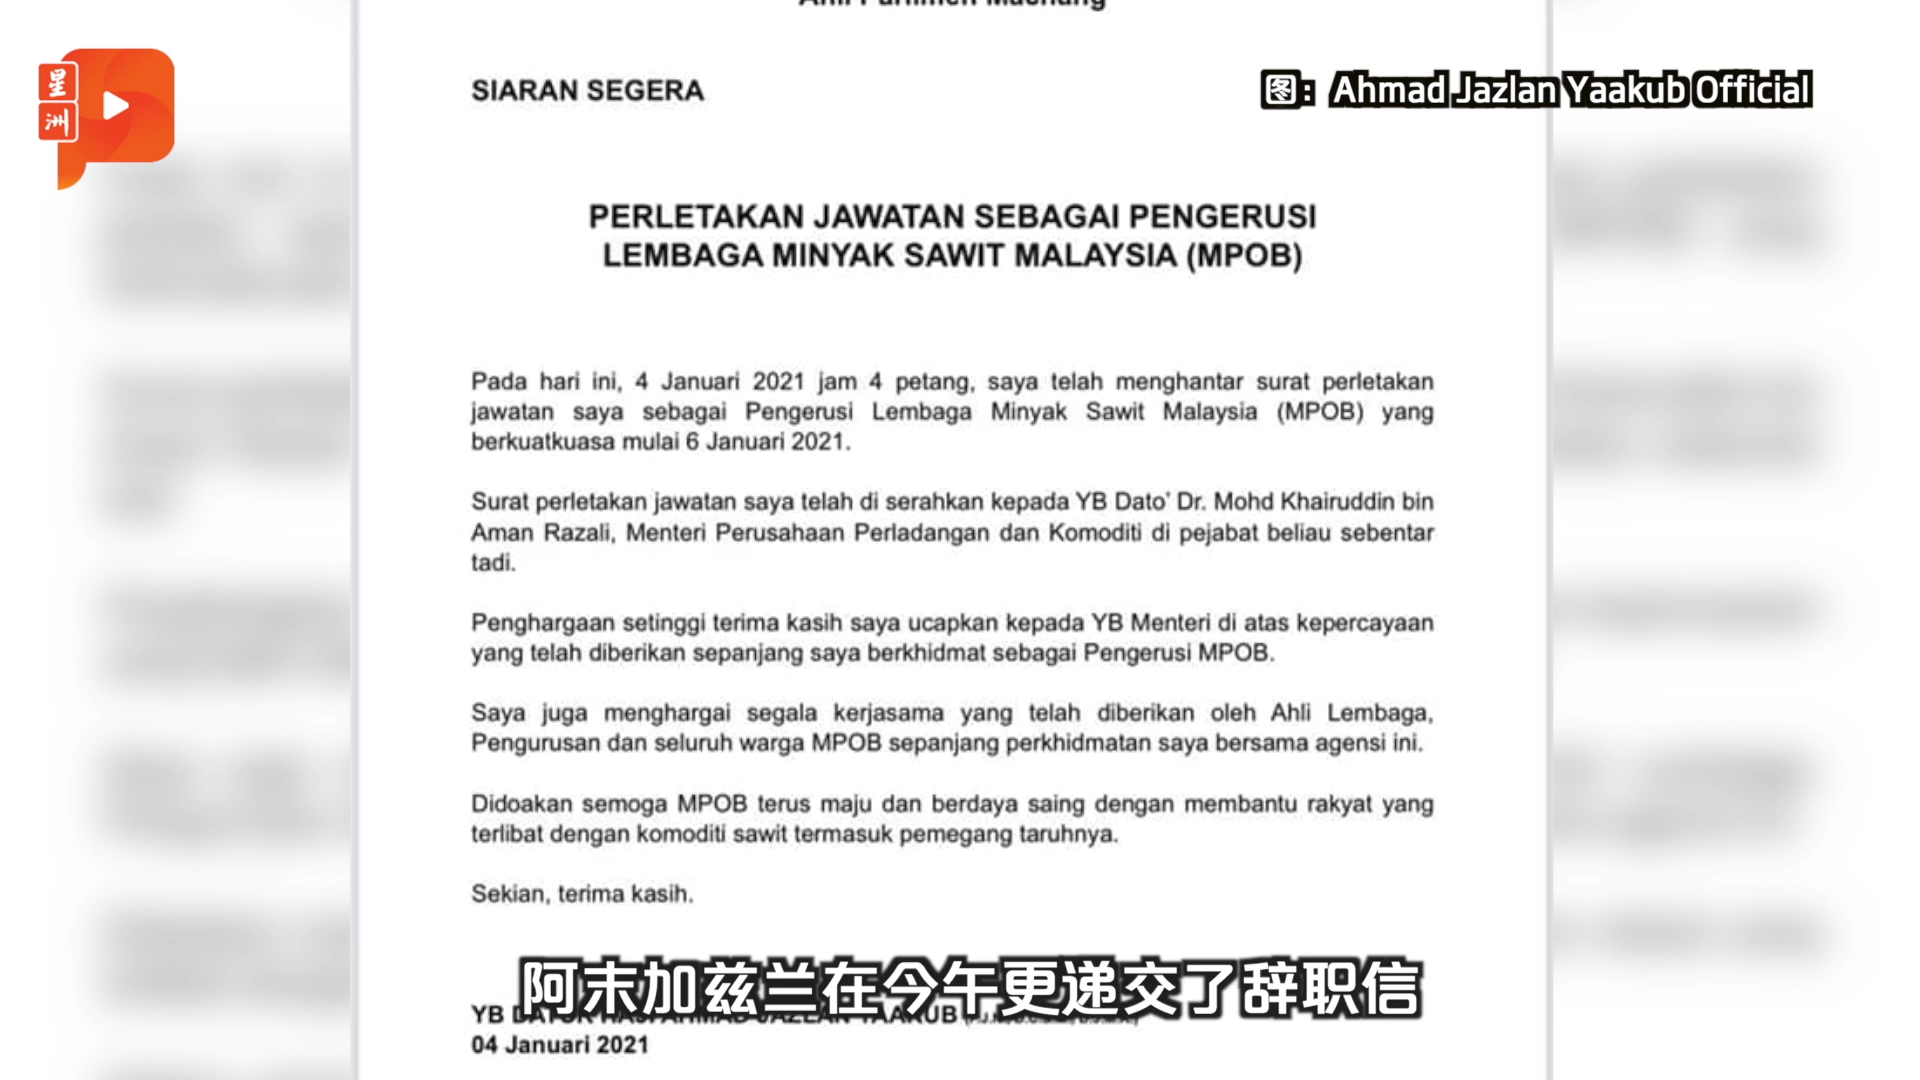 Ahli Parlimen Machang
星洲
SIARAN SEGERA
图：Ahmad Jazlan Yaakub Official
PERLETAKAN JAWATAN SEBAGAI PENGERUSI
LEMBAGA MINYAK SAWIT MALAYSIA (MPOB)
Pada hari ini, 4 Januari 2021 jam 4 petang, saya telah menghantar surat perletakan
jawatan saya sebagai Pengerusi Lembaga Minyak Sawit Malaysia (MPOB) yang
berkuatkuasa mulai 6 Januari 2021.
Surat perletakan jawatan saya telah di serahkan kepada YB Dato' Dr. Mohd Khairuddin bin
Aman Razali, Menteri Perusahaan Perladangan dan Komoditi di pejabat beliau sebentar
tadi.
Penghargaan setinggi terima kasih saya ucapkan kepada YB Menteri di atas kepercayaan
yang telah diberikan sepanjang saya berkhidmat sebagai Pengerusi MPOB.
Saya juga menghargai segala kerjasama yang telah diberikan oleh Ahli Lembaga,
Pengurusan dan seluruh warga MPOB sepanjang perkhidmatan saya bersama agensi ini.
Didoakan semoga MPOB terus maju dan berdaya saing dengan membantu rakyat yang
terlibat dengan komoditi sawit termasuk pemegang taruhnya.
Sekian, terima kasih.
阿末加兹兰在今午更递交了辞职信
YB DATUK HAJI AHMAD JAZLAN YAAKUB
04 Januari 2021